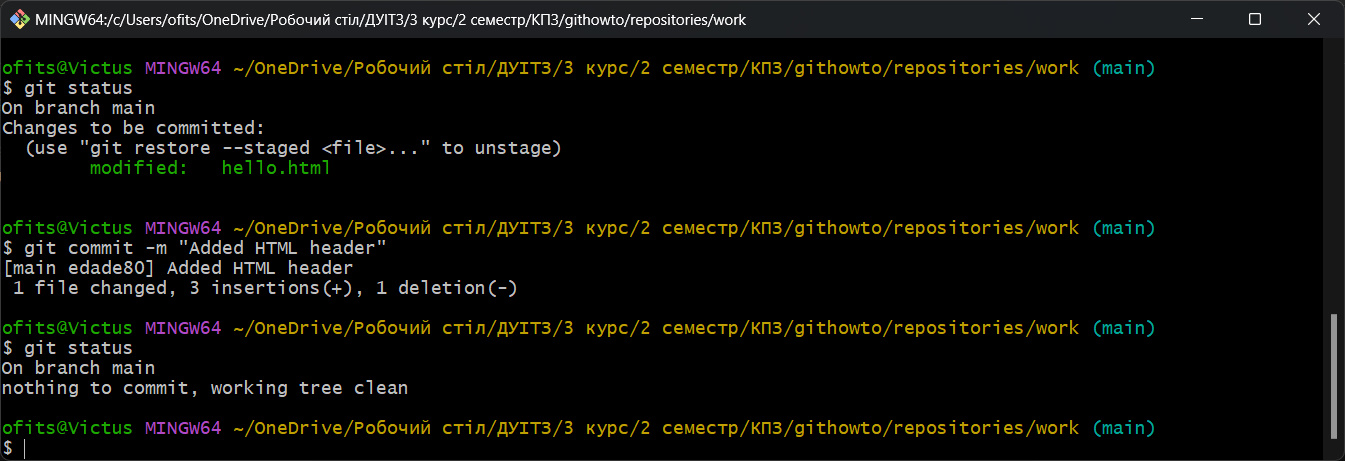 MINGW64:/c/Users/ofits/OneDrive/Робочий стіл/ДУІТЗ/3 курс/2 семестр/КПЗ/githowto/repositories/work
ofits@Victus MINGW64 ~/OneDrive/Робочий стіл/ДУІТЗ/3 курс/2 семестр/КПЗ/githowto/repositories/work (main)
$ git status
On branch main
Changes to be committed:
  (use "git restore --staged <file>..." to unstage)
        modified:   hello.html
ofits@Victus MINGW64 ~/OneDrive/Робочий стіл/ДУІТЗ/3 курс/2 семестр/КПЗ/githowto/repositories/work (main)
$ git commit -m "Added HTML header"
[main edade80] Added HTML header
 1 file changed, 3 insertions(+), 1 deletion(-)
ofits@Victus MINGW64 ~/OneDrive/Робочий стіл/ДУІТЗ/3 курс/2 семестр/КПЗ/githowto/repositories/work (main)
$ git status
On branch main
nothing to commit, working tree clean
ofits@Victus MINGW64 ~/OneDrive/Робочий стіл/ДУІТЗ/3 курс/2 семестр/КПЗ/githowto/repositories/work (main)
$